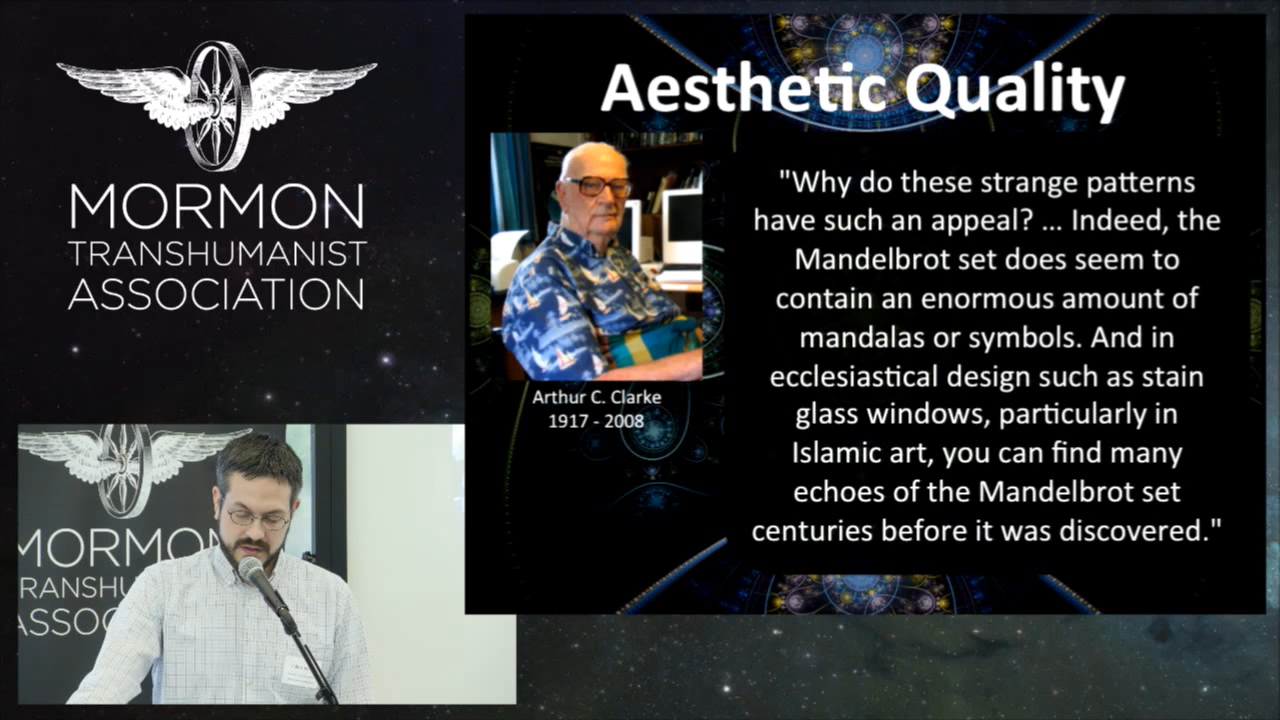 MORMON
TRANSHUMANIST
ASSOCIATION
Aesthetic Quality
Arthur C. Clarke
1917 - 2008
"Why do these strange patterns
have such an appeal? ... Indeed, the
Mandelbrot set does seem to
contain an enormous amount of
mandalas or symbols. And in
ecclesiastical design such as stain
glass windows, particularly in
Islamic art, you can find many
echoes of the Mandelbrot set
centuries before it was discovered."
MORMO
RANSHU
ASSO